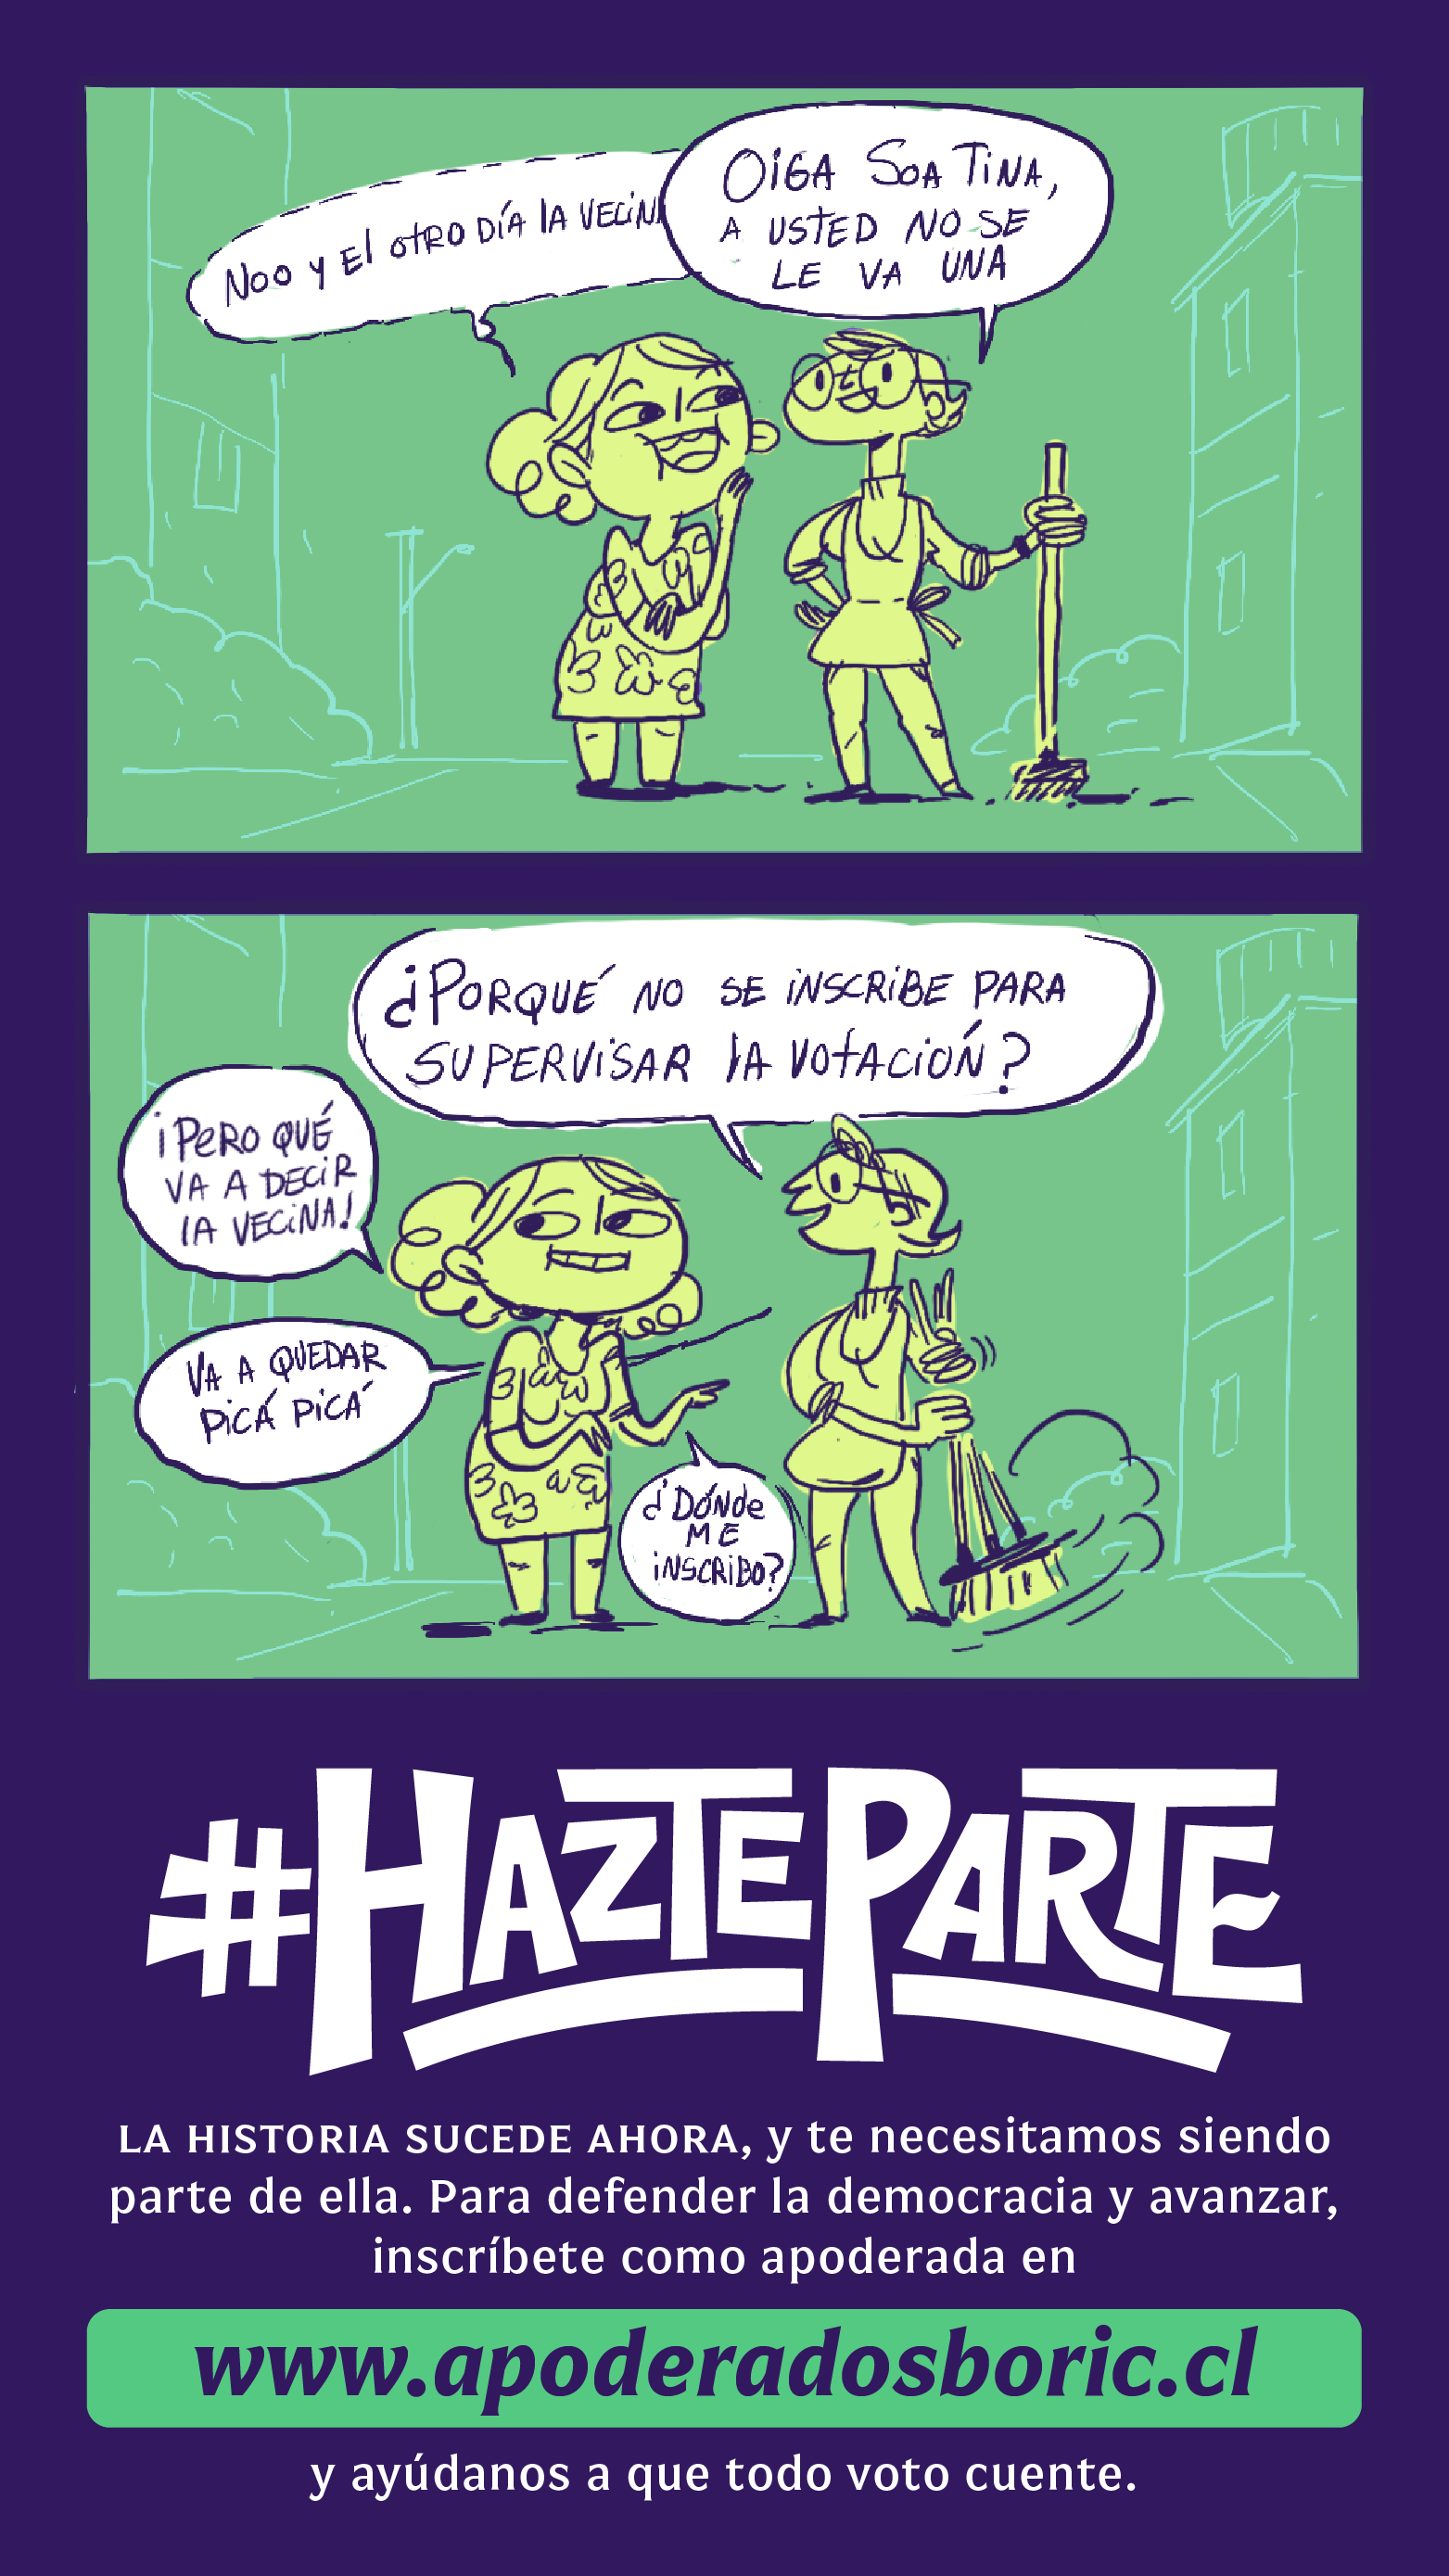 NOO Y EL OTRO DÍA LA VECINA
OIGA SOA TINA,
A USTED NO SE
LE VA UNA
¿PORQUÉ NO SE INSCRIBE PARA
SUPERVISAR LA VOTACIÓN?
¡PERO QUÉ
VA A DECIR
LA VECINA!
VA A QUEDAR
PICÁ PICÁ
¿DÓNDE
ME
INSCRIBO?
#HAZTEPARTE
LA HISTORIA SUCEDE AHORA, y te necesitamos siendo
parte de ella. Para defender la democracia y avanzar,
inscríbete como apoderada en
www.apoderadosboric.cl
y ayúdanos a que todo voto cuente.